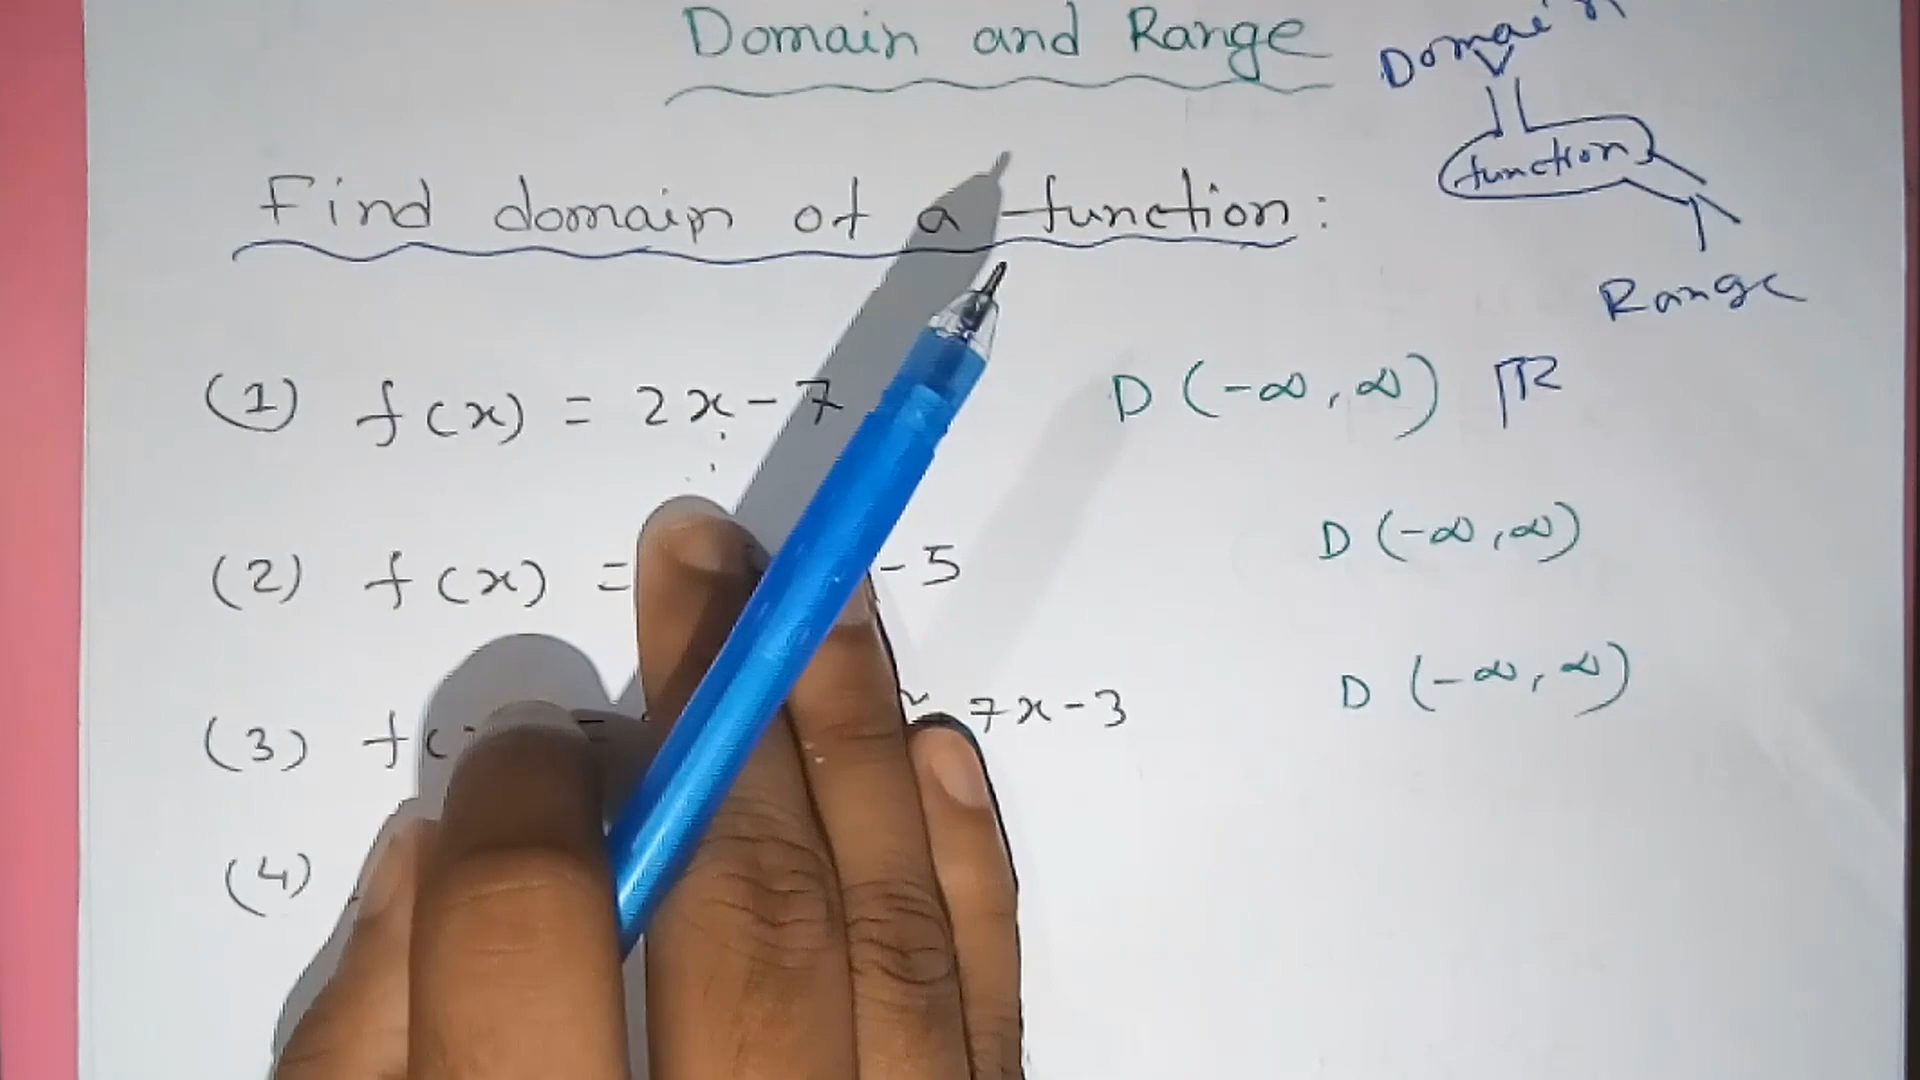 Domain and Range
Domain
function
Range
Find domain of a function:
(1) f(x) = 2x - 7 D (-∞, ∞) ℝ
(2) f(x) = - 5 D (-∞, ∞)
(3) f( = 7x - 3 D (-∞, ∞)
(4)